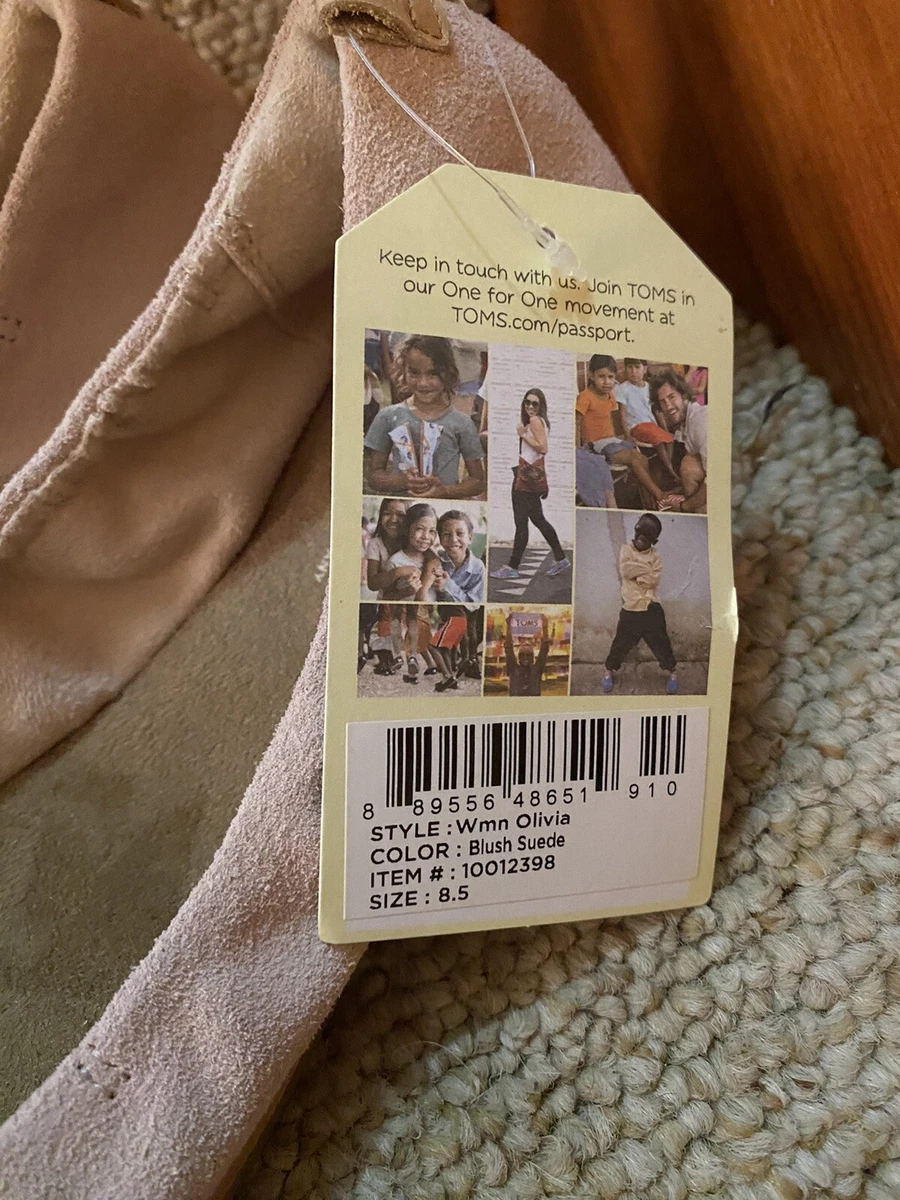 Keep in touch with us. Join TOMS in
our One for One movement at
TOMS.com/passport.
TOMS
8 89556 48651 910
STYLE : Wmn Olivia
COLOR : Blush Suede
ITEM # : 10012398
SIZE : 8.5